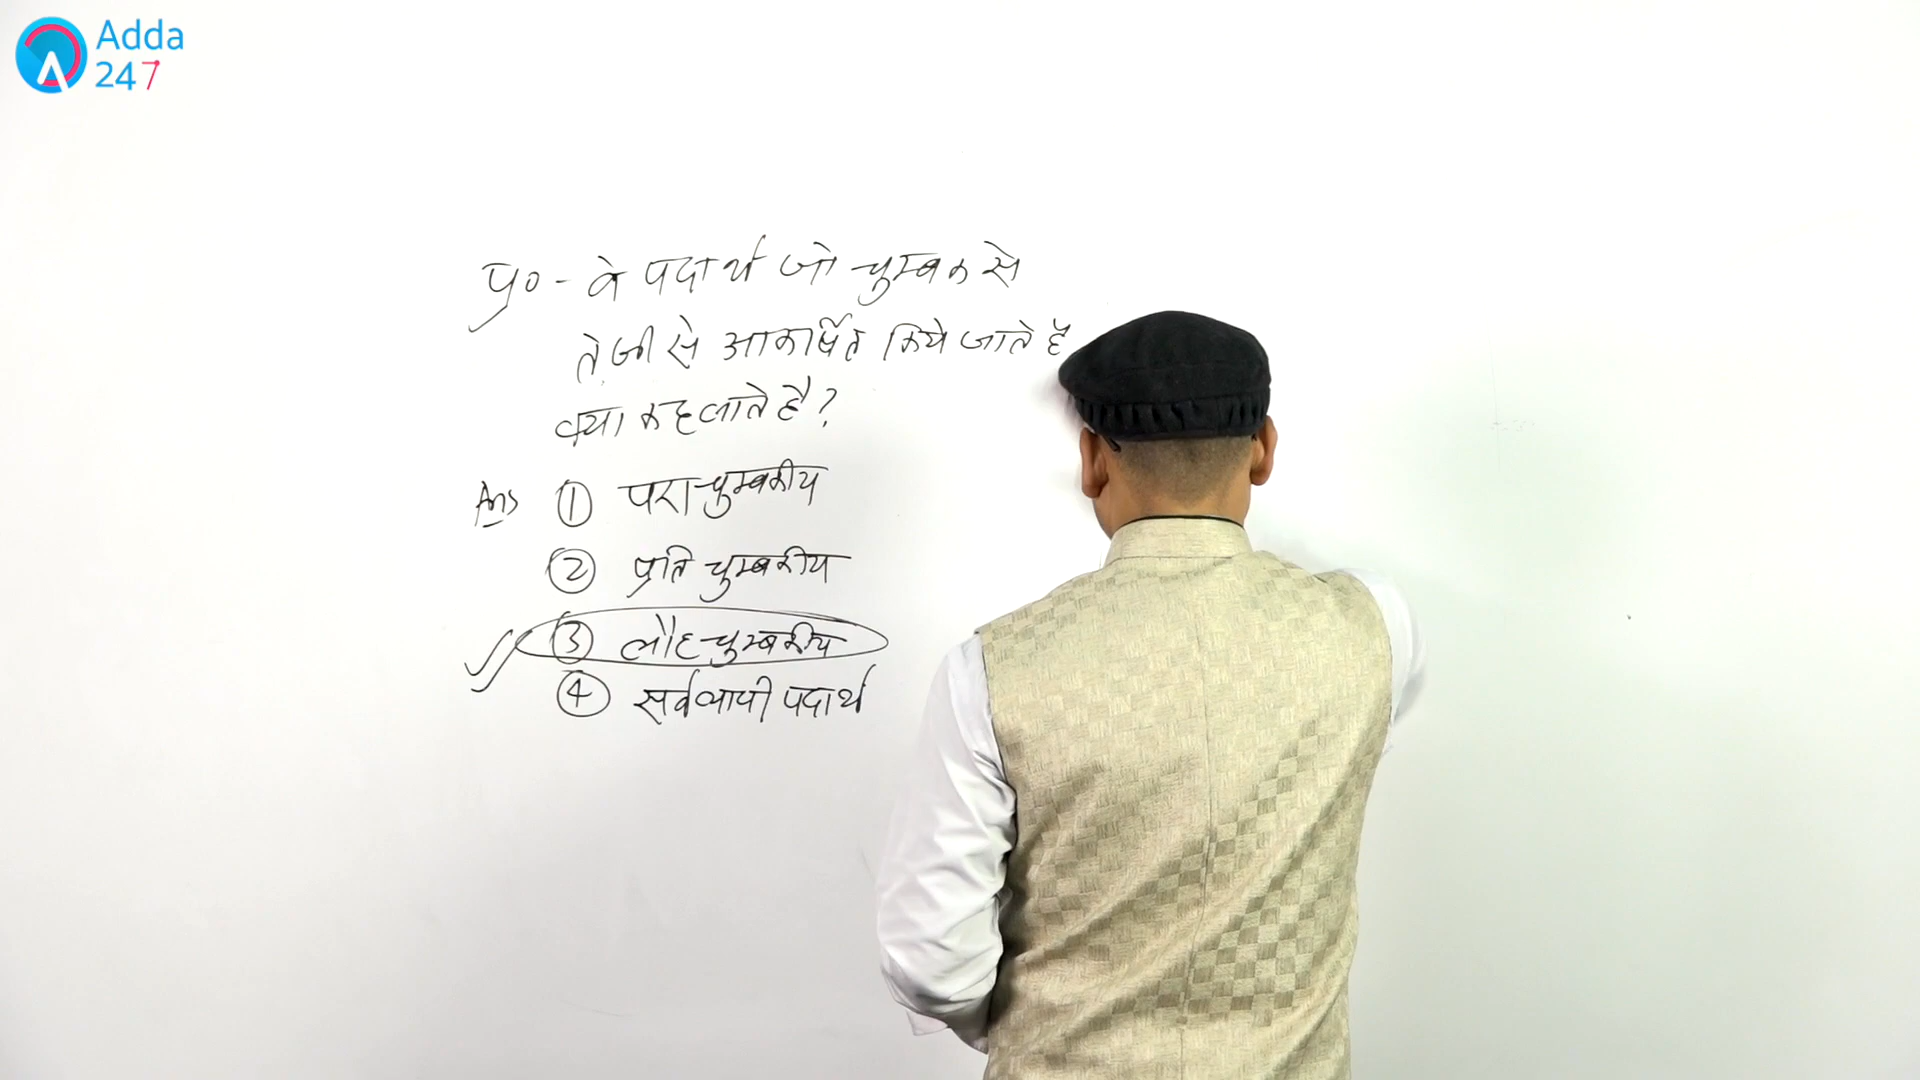 Adda
247
प्र० - वे पदार्थ जो चुम्बक से
तेजी से आकर्षित किये जाते है
क्या कहलाते है ?
Ans ① परा चुम्बकीय
② प्रति चुम्बकीय
③ लौह चुम्बकीय
④ सर्वव्यापी पदार्थ